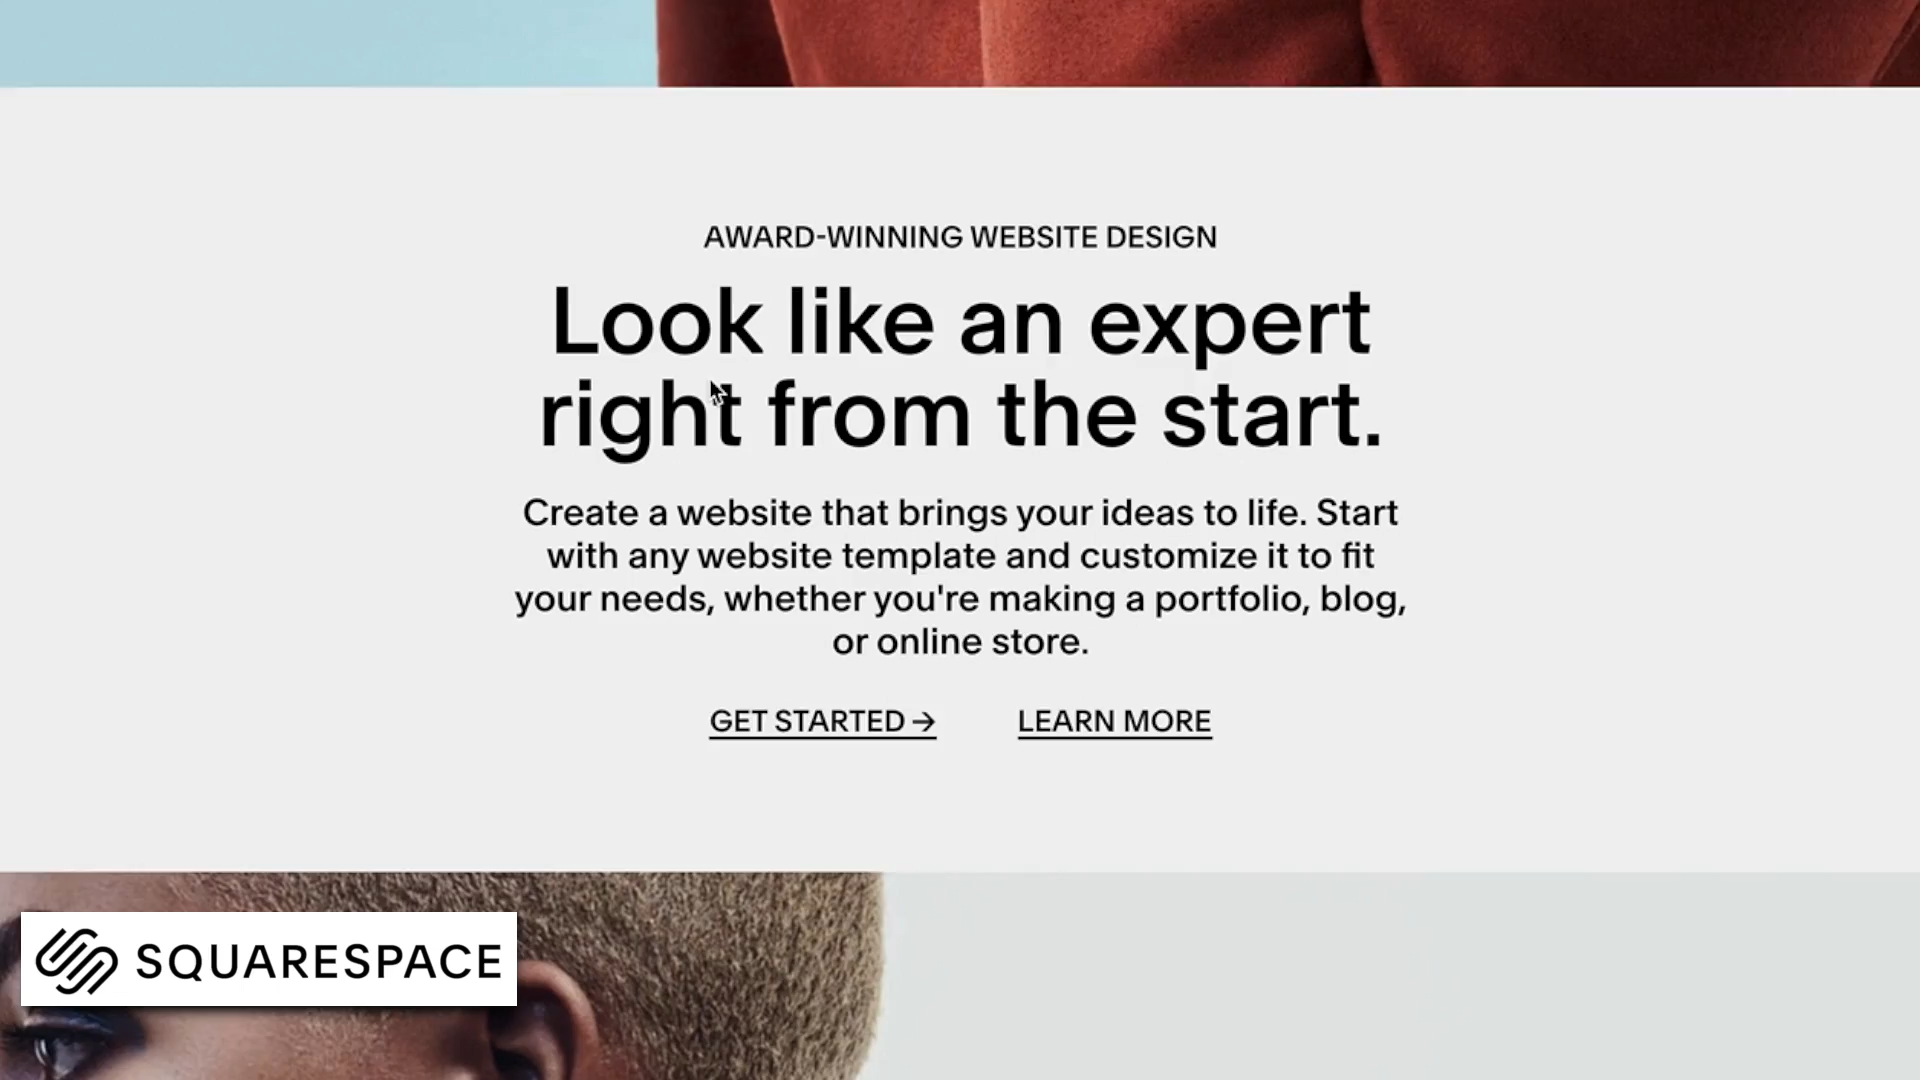 AWARD-WINNING WEBSITE DESIGN
Look like an expert
right from the start.
Create a website that brings your ideas to life. Start
with any website template and customize it to fit
your needs, whether you're making a portfolio, blog,
or online store.
GET STARTED → LEARN MORE
SQUARESPACE